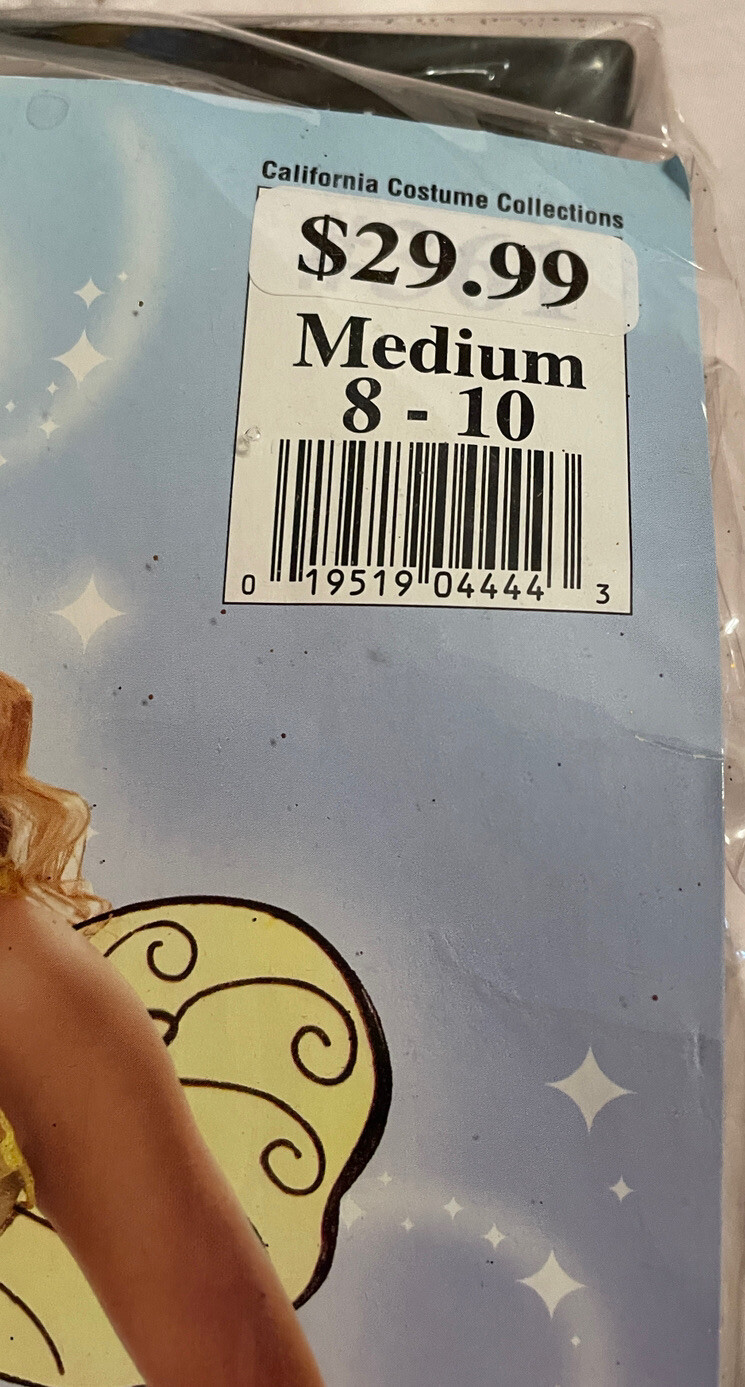 California Costume Collections
$29.99
Medium
8 - 10
0 19519 04444 3